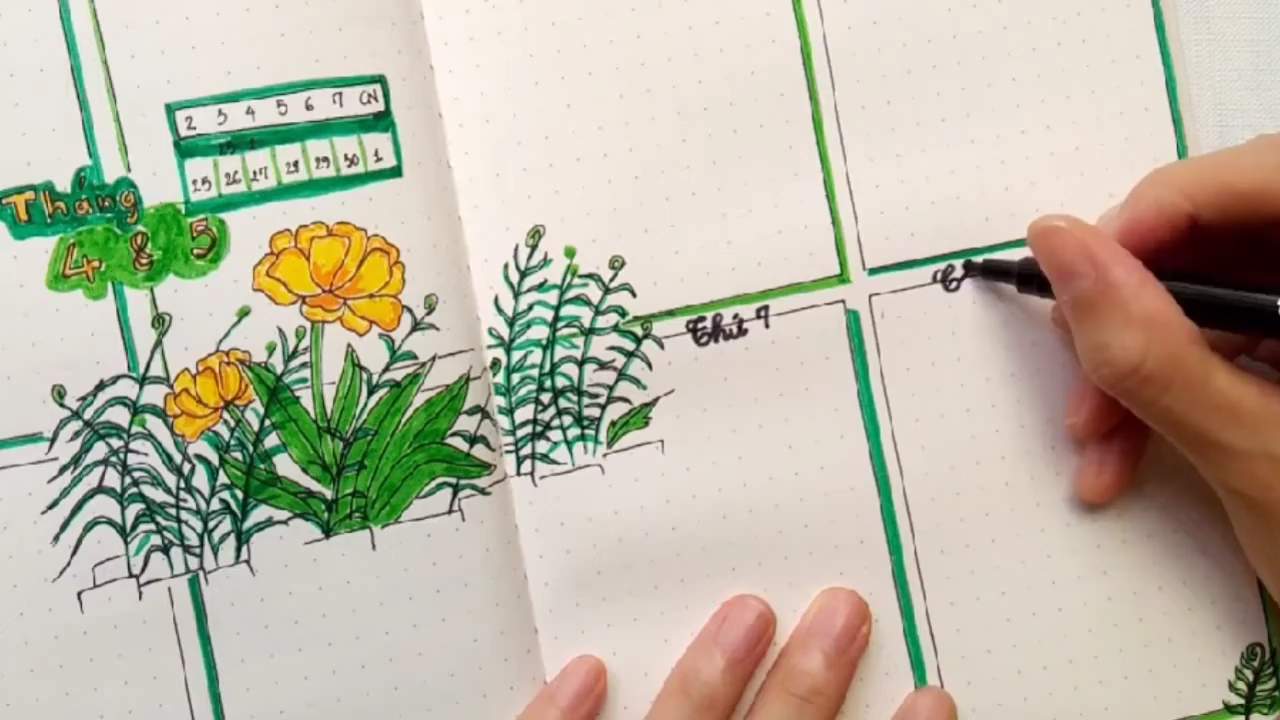 2 3 4 5 6 7 CN
25 26 27 28 29 30 1
Tháng
4 & 5
Thứ 7